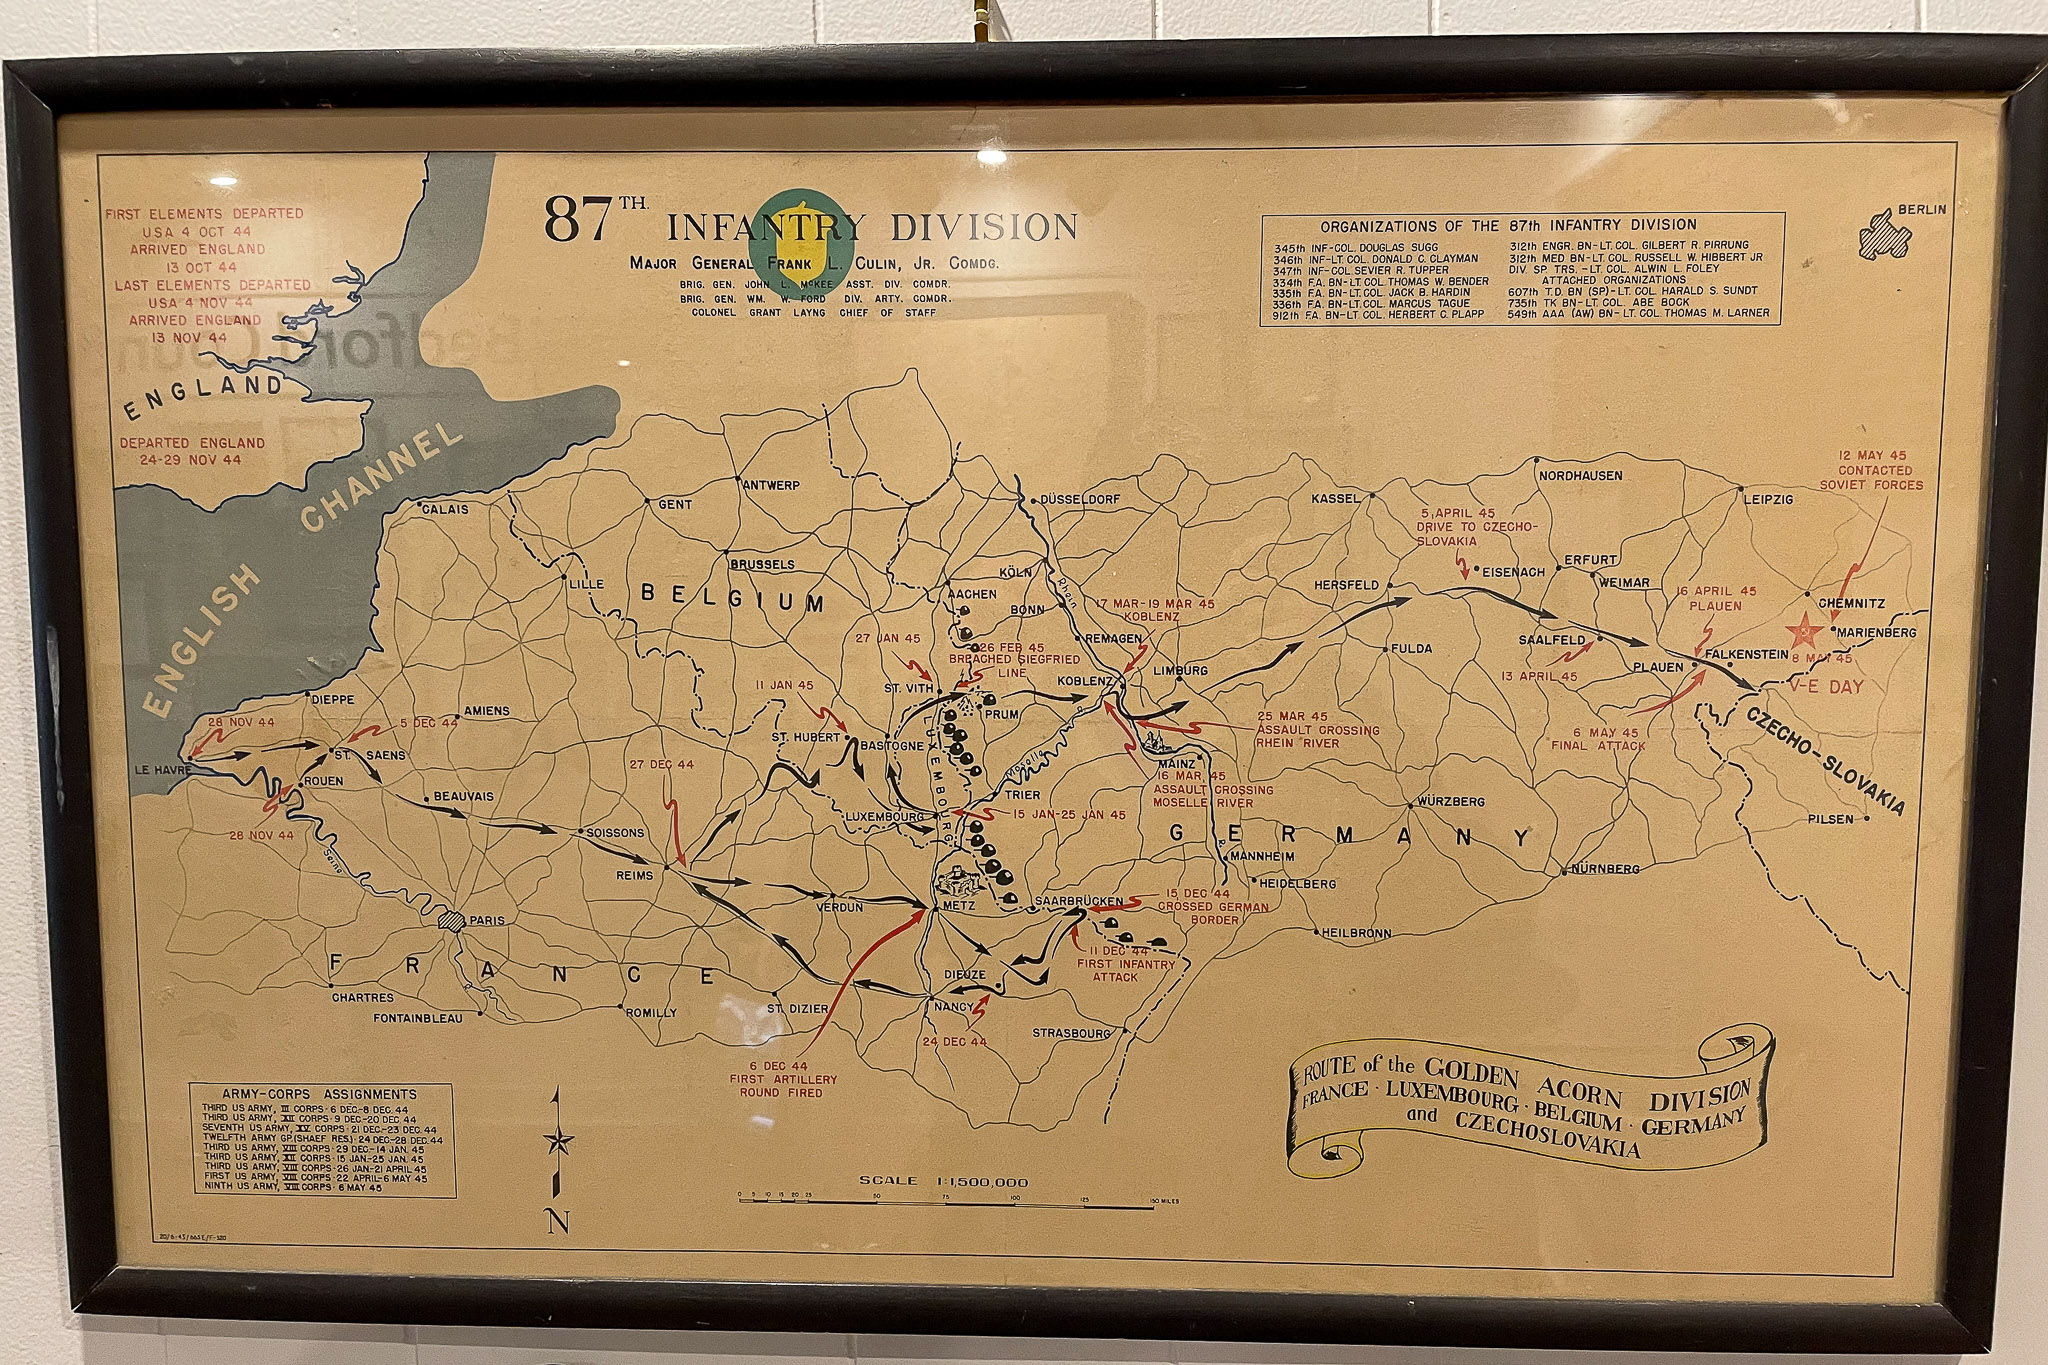 87TH. INFANTRY DIVISION
MAJOR GENERAL FRANK L. CULIN, JR. COMDG.
BRIG. GEN. JOHN L. McKEE ASST. DIV. COMDR.
BRIG. GEN. WM. W. FORD DIV. ARTY. COMDR.
COLONEL GRANT LAYNG CHIEF OF STAFF
ORGANIZATIONS OF THE 87th INFANTRY DIVISION
345th INF-COL. DOUGLAS SUGG
346th INF-LT. COL. DONALD C. CLAYMAN
347th INF-COL. SEVIER R. TUPPER
334th F.A. BN-LT. COL. THOMAS W. BENDER
335th F.A. BN-LT. COL. JACK B. HARDIN
336th F.A. BN-LT. COL. MARCUS TAGUE
912th F.A. BN-LT. COL. HERBERT C. PLAPP
312th ENGR. BN-LT. COL. GILBERT R. PIRRUNG
312th MED BN-LT. COL. RUSSELL W. HIBBERT JR
DIV. SP. TRS. -LT. COL. ALWIN L. FOLEY
ATTACHED ORGANIZATIONS
607th T.D. BN (SP)-LT. COL. HARALD S. SUNDT
735th TK BN-LT. COL. ABE BOCK
549th AAA (AW) BN-LT. COL. THOMAS M. LARNER
BERLIN
FIRST ELEMENTS DEPARTED
USA 4 OCT 44
ARRIVED ENGLAND
13 OCT 44
LAST ELEMENTS DEPARTED
USA 4 NOV 44
ARRIVED ENGLAND
13 NOV 44
ENGLAND
DEPARTED ENGLAND
24-29 NOV 44
ENGLISH CHANNEL
CALAIS
GENT
ANTWERP
BRUSSELS
LILLE
BELGIUM
DÜSSELDORF
KÖLN
Rhein
AACHEN
BONN
REMAGEN
KASSEL
NORDHAUSEN
LEIPZIG
12 MAY 45
CONTACTED
SOVIET FORCES
5 APRIL 45
DRIVE TO CZECHO-
SLOVAKIA
EISENACH
ERFURT
WEIMAR
HERSFELD
CHEMNITZ
MARIENBERG
16 APRIL 45
PLAUEN
SAALFELD
13 APRIL 45
PLAUEN
FALKENSTEIN
8 MAY 45
V-E DAY
6 MAY 45
FINAL ATTACK
CZECHO-SLOVAKIA
PILSEN
FULDA
LIMBURG
17 MAR-19 MAR 45
KOBLENZ
KOBLENZ
27 JAN 45
26 FEB 45
BREACHED SIEGFRIED
LINE
ST. VITH
PRUM
11 JAN 45
ST. HUBERT
BASTOGNE
LUXEMBOURG
25 MAR 45
ASSAULT CROSSING
RHEIN RIVER
MAINZ
16 MAR 45
ASSAULT CROSSING
MOSELLE RIVER
Moselle
TRIER
LUXEMBOURG
15 JAN-25 JAN 45
GERMANY
WÜRZBERG
NÜRNBERG
MANNHEIM
HEIDELBERG
HEILBRONN
DIEPPE
AMIENS
28 NOV 44
5 DEC 44
ST. SAENS
LE HAVRE
ROUEN
28 NOV 44
BEAUVAIS
SOISSONS
27 DEC 44
REIMS
Seine
VERDUN
METZ
SAARBRÜCKEN
15 DEC 44
CROSSED GERMAN
BORDER
11 DEC 44
FIRST INFANTRY
ATTACK
PARIS
FRANCE
DIEUZE
NANCY
24 DEC 44
STRASBOURG
CHARTRES
FONTAINBLEAU
ROMILLY
ST. DIZIER
6 DEC 44
FIRST ARTILLERY
ROUND FIRED
ARMY-CORPS ASSIGNMENTS
THIRD US ARMY, III CORPS-6 DEC-8 DEC. 44
THIRD US ARMY, XII CORPS-9 DEC-20 DEC. 44
SEVENTH US ARMY, XV CORPS-21 DEC-23 DEC. 44
TWELFTH ARMY GP. (SHAEF RES.)-24 DEC-28 DEC. 44
THIRD US ARMY, VIII CORPS-29 DEC-14 JAN. 45
THIRD US ARMY, XII CORPS-15 JAN-25 JAN. 45
THIRD US ARMY, VIII CORPS-26 JAN-21 APRIL 45
FIRST US ARMY, VIII CORPS-22 APRIL-6 MAY 45
NINTH US ARMY, VIII CORPS-6 MAY 45
N
SCALE 1:1,500,000
0 5 10 15 20 25 50 75 100 125 150 MILES
ROUTE of the GOLDEN ACORN DIVISION
FRANCE · LUXEMBOURG · BELGIUM · GERMANY
and CZECHOSLOVAKIA